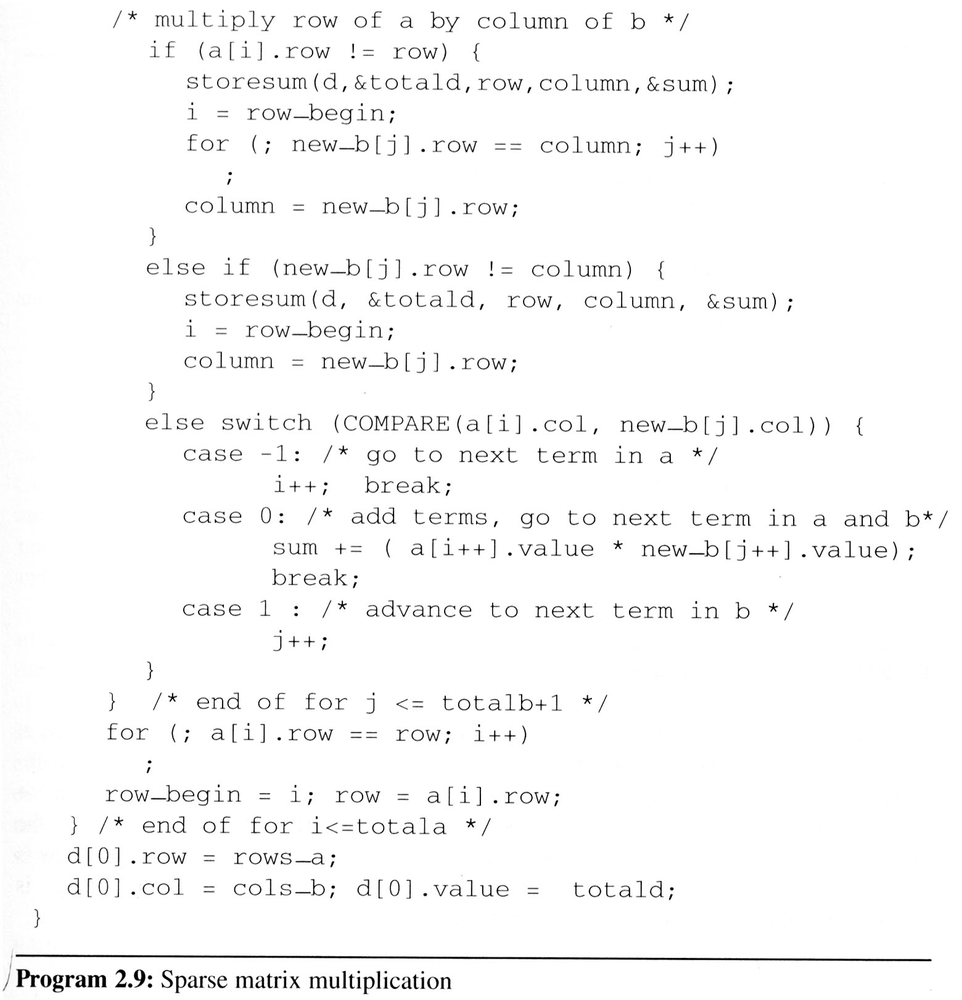 /* multiply row of a by column of b */
if (a[i].row != row) {
storesum(d,&totald,row,column,&sum);
i = row_begin;
for (; new_b[j].row == column; j++)
;
column = new_b[j].row;
}
else if (new_b[j].row != column) {
storesum(d, &totald, row, column, &sum);
i = row_begin;
column = new_b[j].row;
}
else switch (COMPARE(a[i].col, new_b[j].col)) {
case -1: /* go to next term in a */
i++; break;
case 0: /* add terms, go to next term in a and b*/
sum += ( a[i++].value * new_b[j++].value);
break;
case 1 : /* advance to next term in b */
j++;
}
} /* end of for j <= totalb+1 */
for (; a[i].row == row; i++)
;
row_begin = i; row = a[i].row;
} /* end of for i<=totala */
d[0].row = rows_a;
d[0].col = cols_b; d[0].value = totald;
}
Program 2.9: Sparse matrix multiplication